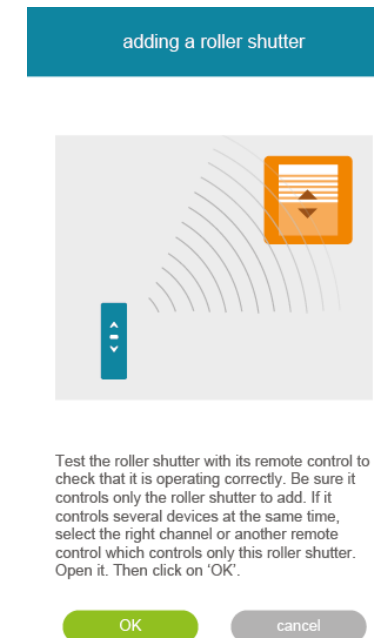 adding a roller shutter
Test the roller shutter with its remote control to
check that it is operating correctly. Be sure it
controls only the roller shutter to add. If it
controls several devices at the same time,
select the right channel or another remote
control which controls only this roller shutter.
Open it. Then click on ‘OK’.
OK
cancel